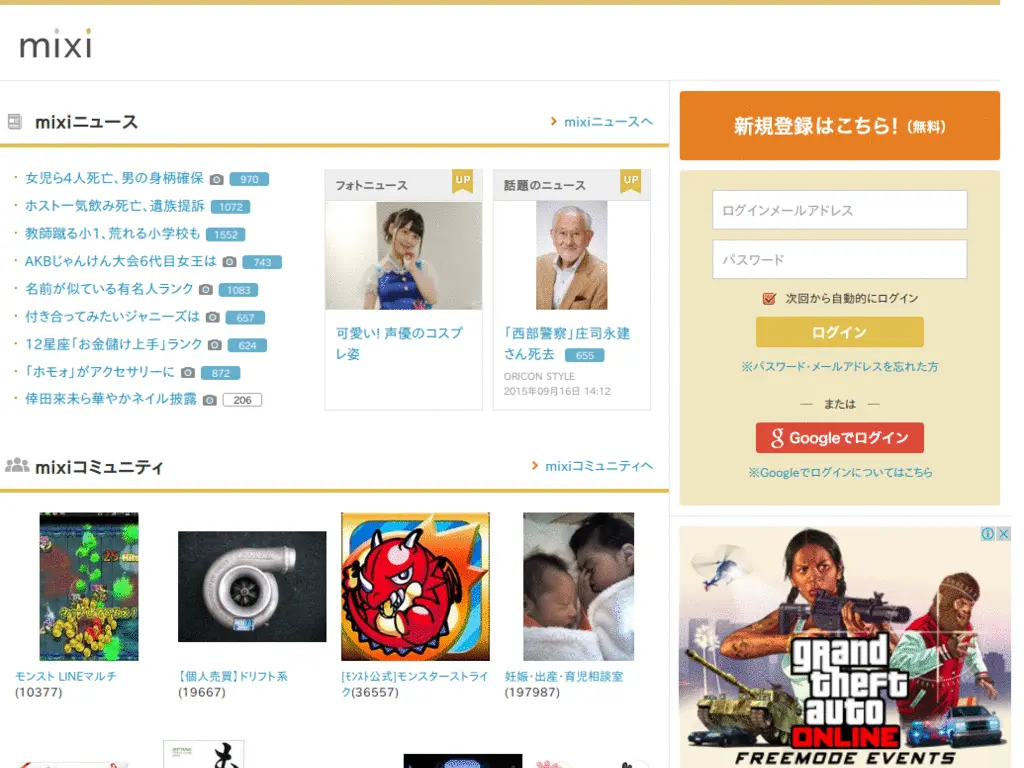 mixi
mixiニュース
mixiニュースへ
女児ら4人死亡、男の身柄確保 970
ホスト一気飲み死亡、遺族提訴 1072
教師蹴る小1、荒れる小学校も 1552
AKBじゃんけん大会6代目女王は 743
名前が似ている有名人ランク 1083
付き合ってみたいジャニーズは 657
12星座「お金儲け上手」ランク 624
「ホモォ」がアクセサリーに 872
倖田來未ら華やかネイル披露 206
フォトニュース
UP
可愛い! 声優のコスプ
レ姿
話題のニュース
UP
「西部警察」庄司永建
さん死去 655
ORICON STYLE
2015年09月16日 14:12
mixiコミュニティ
mixiコミュニティへ
モンスト LINEマルチ
(10377)
【個人売買】ドリフト系
(19667)
[ﾓﾝｽﾄ公式]モンスターストライ
ク(36557)
妊娠・出産・育児相談室
(197987)
新規登録はこちら!(無料)
ログインメールアドレス
パスワード
次回から自動的にログイン
ログイン
※パスワード・メールアドレスを忘れた方
― または ―
g Googleでログイン
※Googleでログインについてはこちら
grand
theft
auto
ONLINE
FREEMODE EVENTS